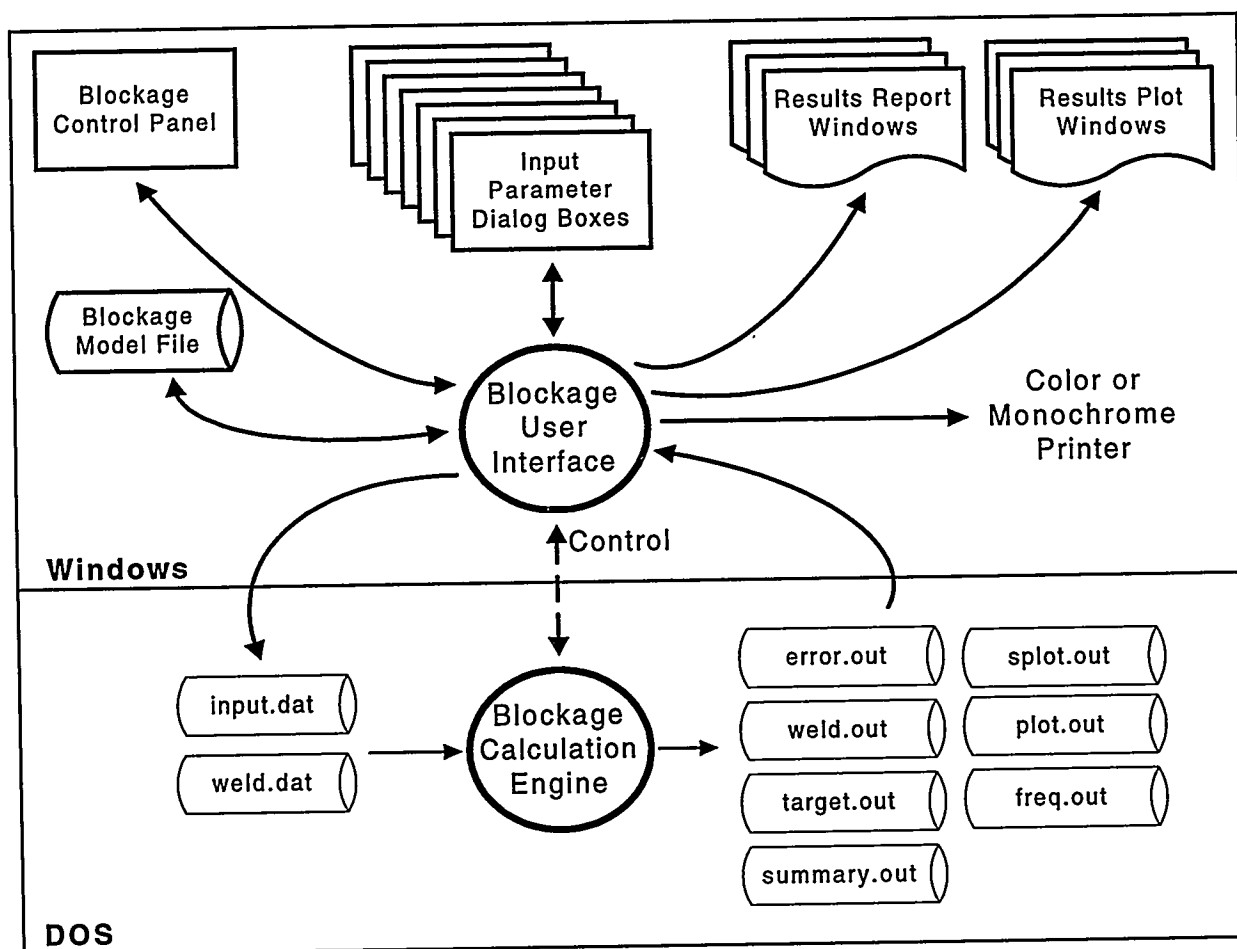 Blockage
Control Panel
Input
Parameter
Dialog Boxes
Results Report
Windows
Results Plot
Windows
Blockage
Model File
Blockage
User
Interface
Color or
Monochrome
Printer
Control
Windows
input.dat
weld.dat
Blockage
Calculation
Engine
error.out
splot.out
weld.out
plot.out
target.out
freq.out
summary.out
DOS